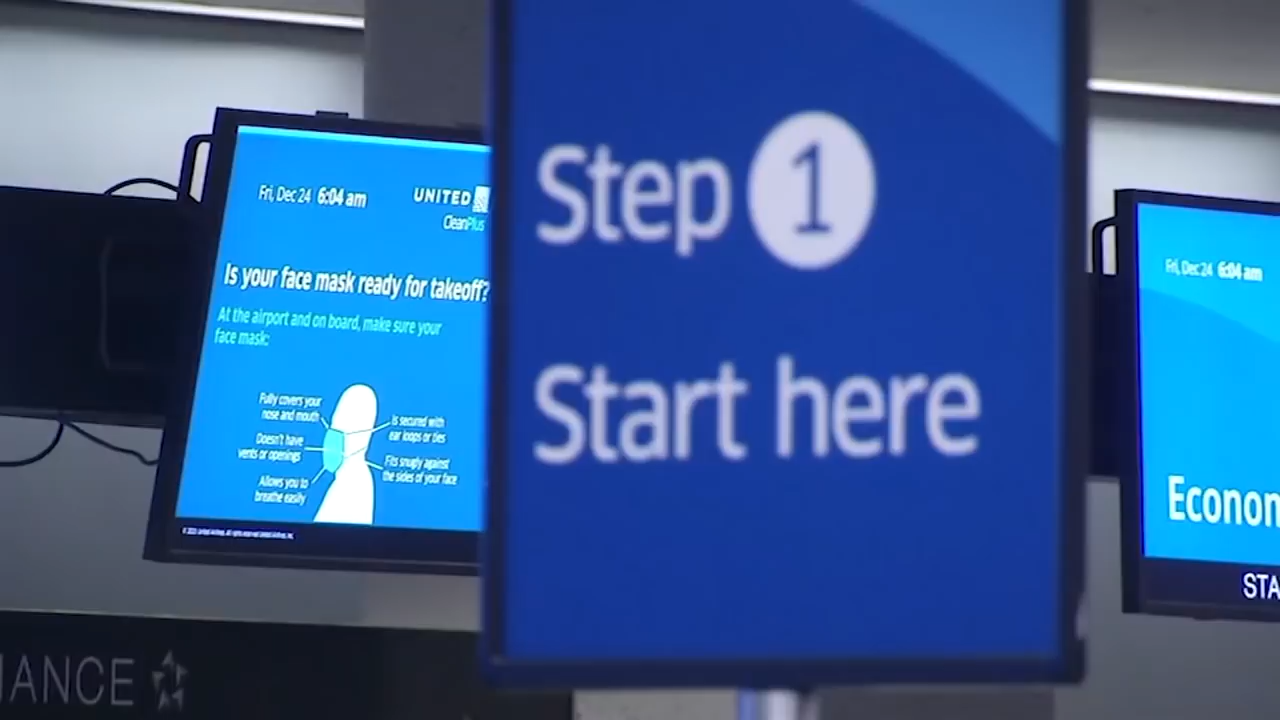 Fri, Dec 24 6:04 am
UNITED
CleanPlus
Is your face mask ready for takeoff?
At the airport and on board, make sure your
face mask:
Fully covers your
nose and mouth
Doesn't have
vents or openings
Allows you to
breathe easily
Is secured with
ear loops or ties
Fits snugly against
the sides of your face
Step 1
Start here
Fri, Dec 24 6:04 am
Econom
STA
IANCE